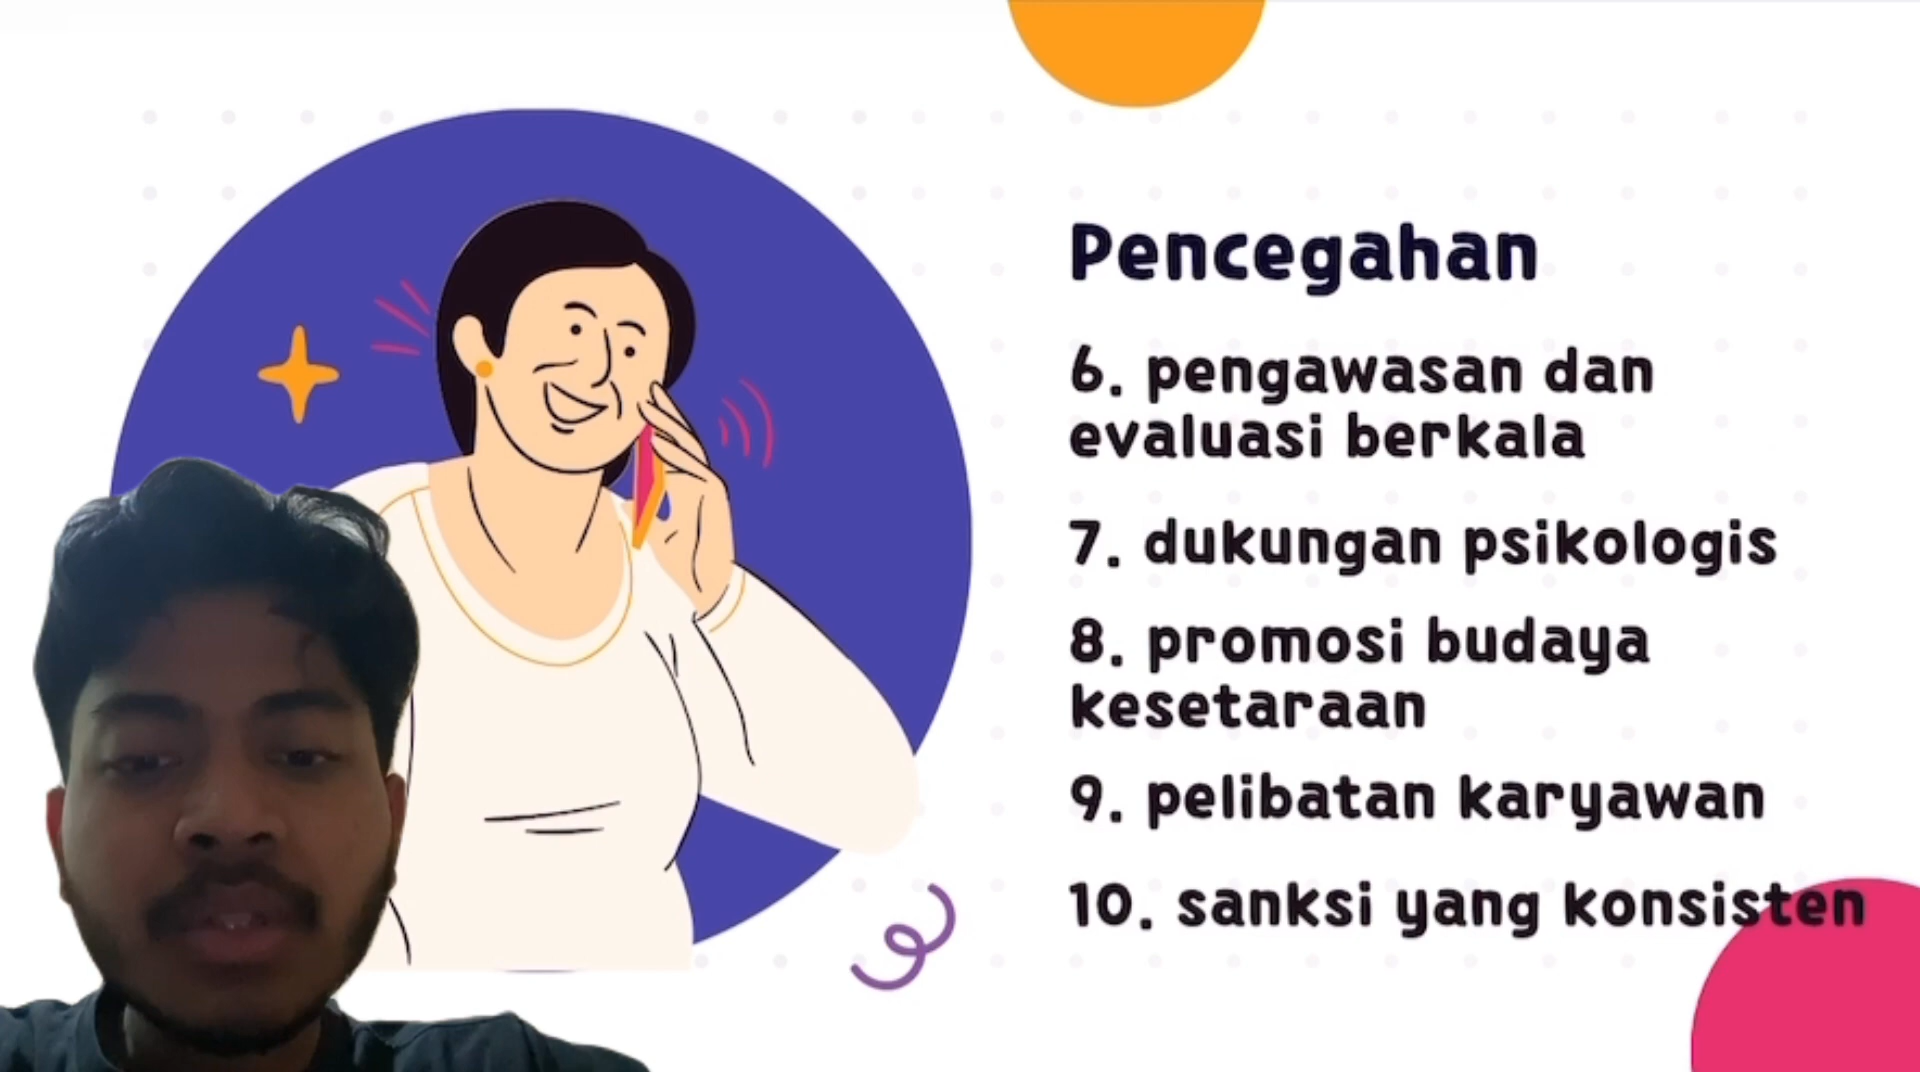 Pencegahan
6. pengawasan dan
evaluasi berkala
7. dukungan psikologis
8. promosi budaya
kesetaraan
9. pelibatan karyawan
10. sanksi yang konsisten